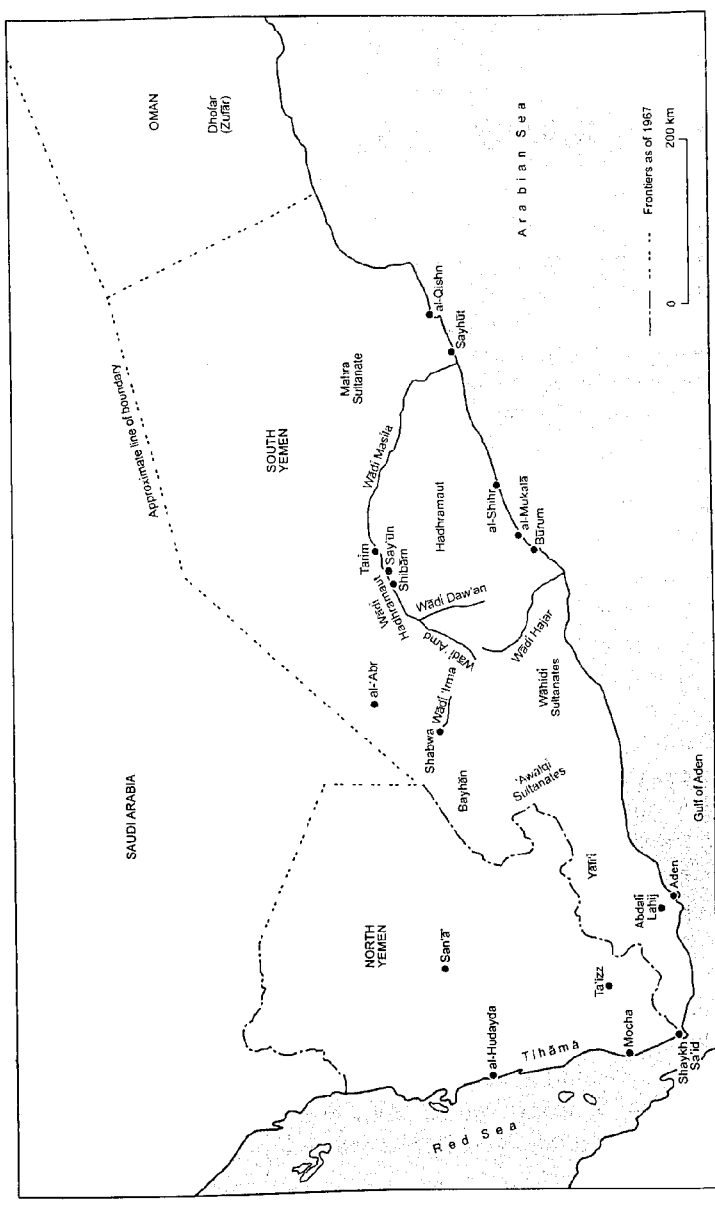 SAUDI ARABIA
OMAN
Dhofar
(Zufār)
Approximate line of boundary
SOUTH
YEMEN
Mahra
Sultanate
NORTH
YEMEN
al-'Abr
Tarīm
Say'ūn
Shibām
Wādī
Hadhramaut
Wādī Masīla
Hadhramaut
Wādī Daw'an
Wādī 'Amd
Wādī Hajar
Wādī 'Irma
Shabwa
Bayhān
Wāhidī
Sultanates
'Awalqī
Sultanates
Yāfi'ī
al-Qishn
Sayhūt
al-Shihr
al-Mukalā
Būrum
San'ā'
al-Hudayda
Tihāma
Ta'izz
Mocha
Abdalī
Lahij
Aden
Shaykh
Sa'īd
Red Sea
Gulf of Aden
Arabian Sea
Frontiers as of 1967
0 200 km